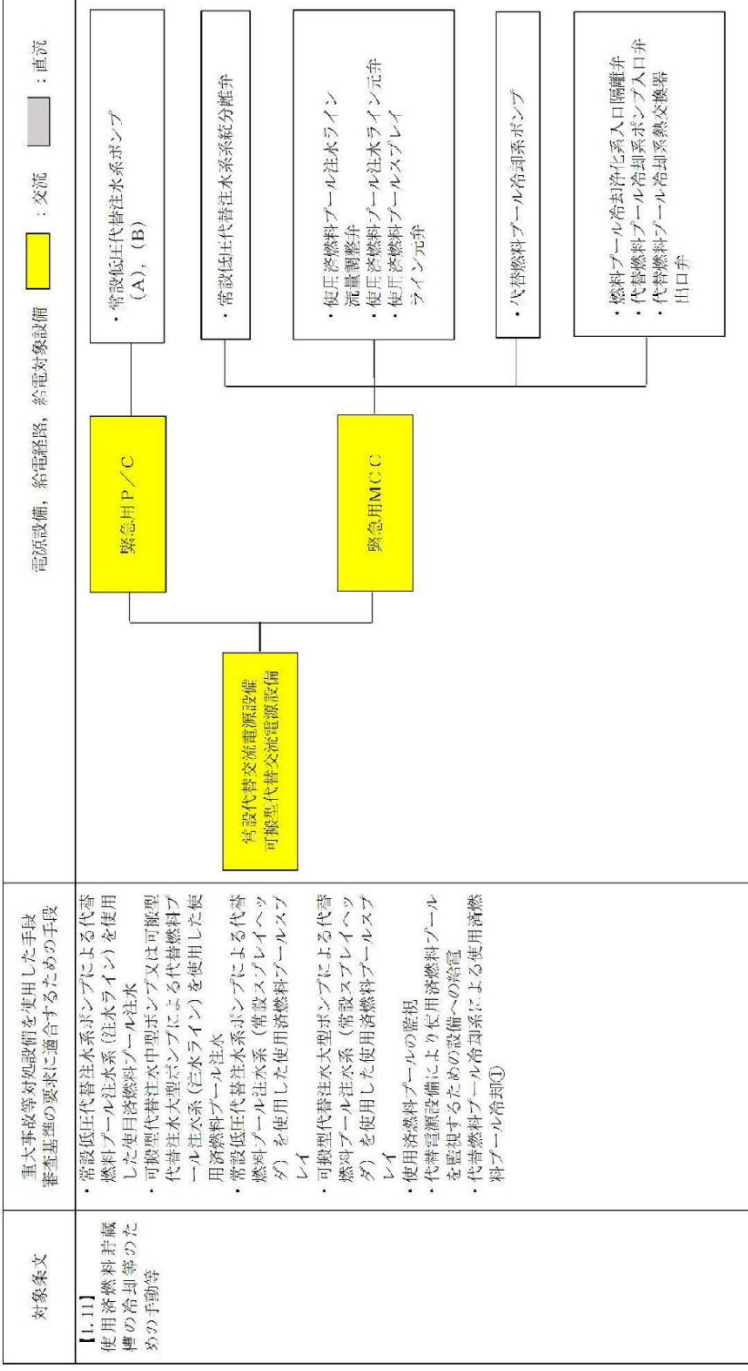 対象条文
【1.11】
使用済燃料貯蔵
槽の冷却等のた
めの手順等
重大事故等対処設備を使用した手段
審査基準の要求に適合するための手段
・常設低圧代替注水系ポンプによる代替
燃料プール注水系（注水ライン）を使用
した使用済燃料プール注水
・可搬型代替注水中型ポンプ又は可搬型
代替注水大型ポンプによる代替燃料プ
ール注水系（注水ライン）を使用した使
用済燃料プール注水
・常設低圧代替注水系ポンプによる代替
燃料プール注水系（常設スプレイヘッ
ダ）を使用した使用済燃料プールスプ
レイ
・可搬型代替注水大型ポンプによる代替
燃料プール注水系（常設スプレイヘッ
ダ）を使用した使用済燃料プールスプ
レイ
・使用済燃料プールの監視
・代替電源設備により使用済燃料プール
を監視するための設備への給電
・代替燃料プール冷却系による使用済燃
料プール冷却①
電源設備，給電経路，給電対象設備
：交流
：直流
常設代替交流電源設備
可搬型代替交流電源設備
緊急用Ｐ／Ｃ
緊急用ＭＣＣ
・常設低圧代替注水系ポンプ
（A），（B）
・常設低圧代替注水系系統分離弁
・使用済燃料プール注水ライン
流量調整弁
・使用済燃料プール注水ライン元弁
・使用済燃料プールスプレイ
ライン元弁
・代替燃料プール冷却系ポンプ
・燃料プール冷却浄化系入口隔離弁
・代替燃料プール冷却系ポンプ入口弁
・代替燃料プール冷却系熱交換器
出口弁